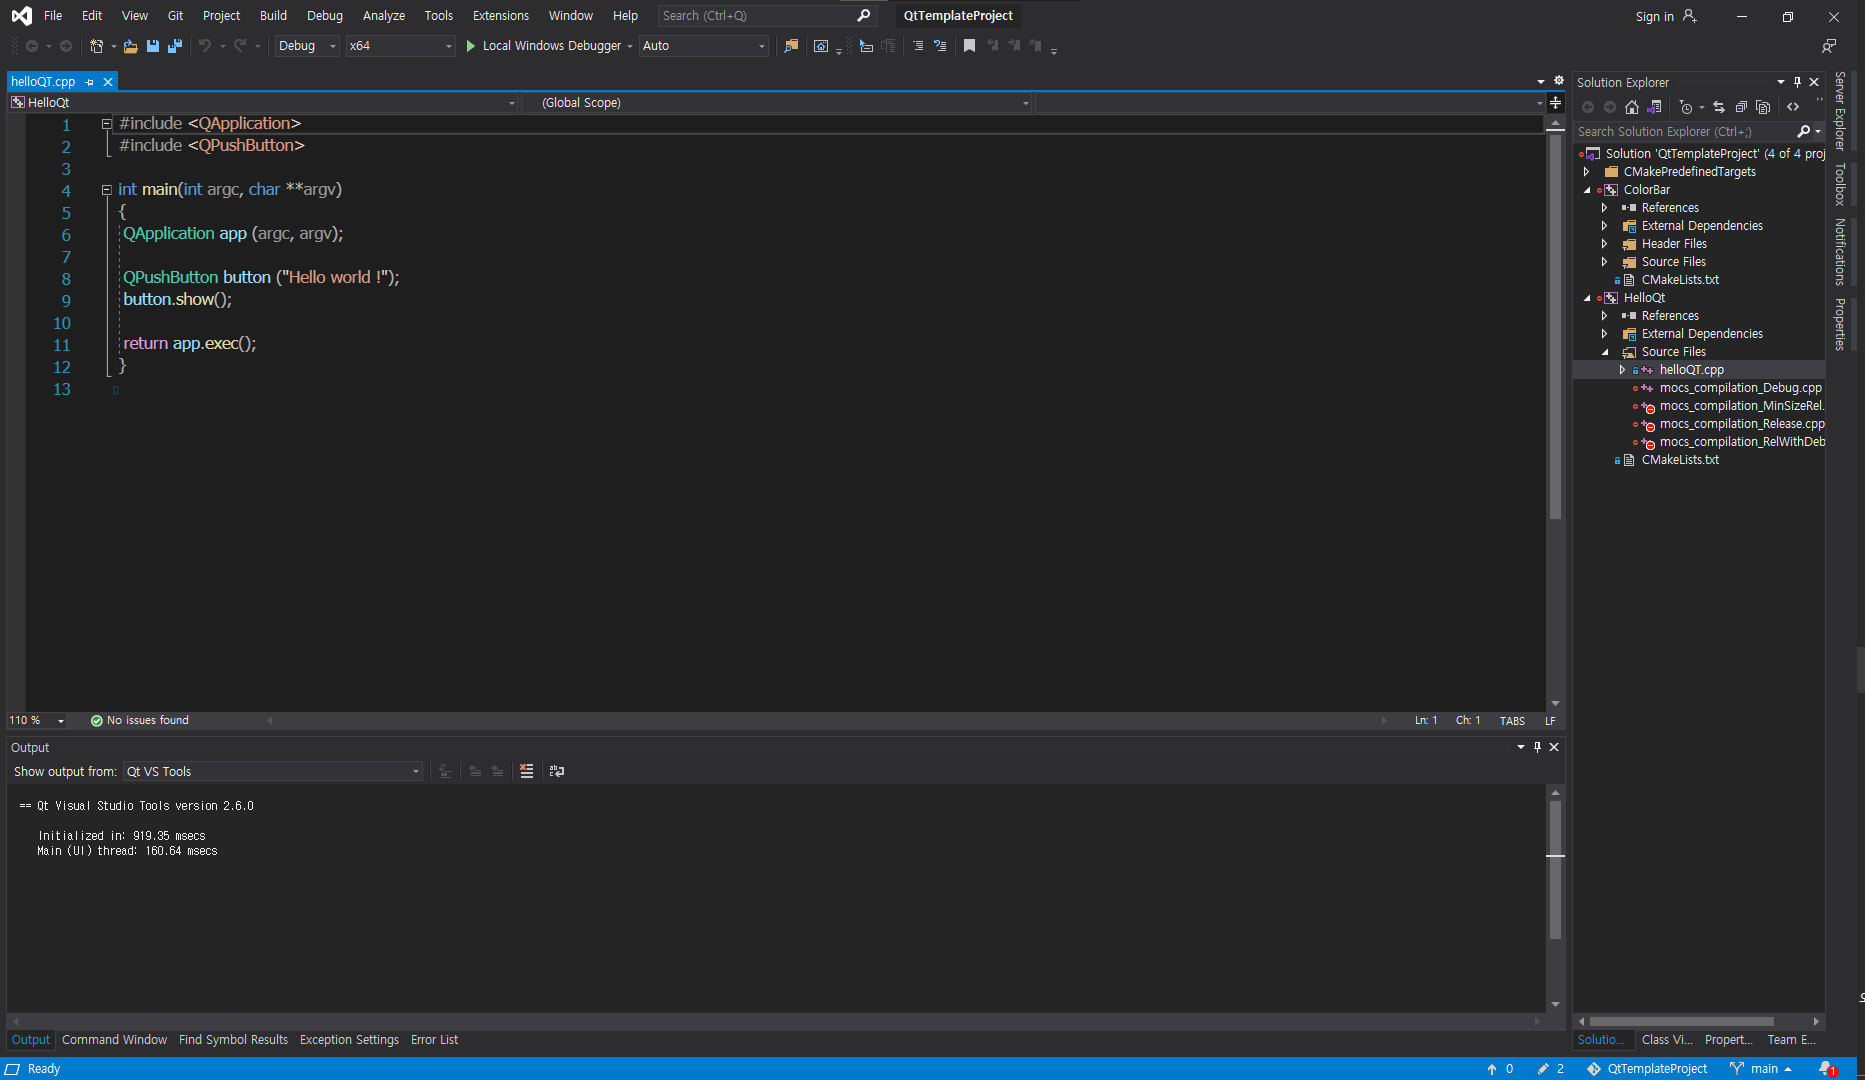 File Edit View Git Project Build Debug Analyze Tools Extensions Window Help Search (Ctrl+Q) QtTemplateProject Sign in
Debug x64 Local Windows Debugger Auto
helloQT.cpp
HelloQt (Global Scope)
1 #include <QApplication>
2 #include <QPushButton>
3
4 int main(int argc, char **argv)
5 {
6 QApplication app (argc, argv);
7
8 QPushButton button ("Hello world !");
9 button.show();
10
11 return app.exec();
12 }
13
110 % No issues found Ln: 1 Ch: 1 TABS LF
Output
Show output from: Qt VS Tools
== Qt Visual Studio Tools version 2.6.0
Initialized in: 919.35 msecs
Main (UI) thread: 160.64 msecs
Output Command Window Find Symbol Results Exception Settings Error List
Solution Explorer
Search Solution Explorer (Ctrl+;)
Solution 'QtTemplateProject' (4 of 4 proj
CMakePredefinedTargets
ColorBar
References
External Dependencies
Header Files
Source Files
CMakeLists.txt
HelloQt
References
External Dependencies
Source Files
helloQT.cpp
mocs_compilation_Debug.cpp
mocs_compilation_MinSizeRel.
mocs_compilation_Release.cpp
mocs_compilation_RelWithDeb
CMakeLists.txt
Solutio... Class Vi... Propert... Team E...
Server Explorer
Toolbox
Notifications
Properties
Ready 0 2 QtTemplateProject main 1